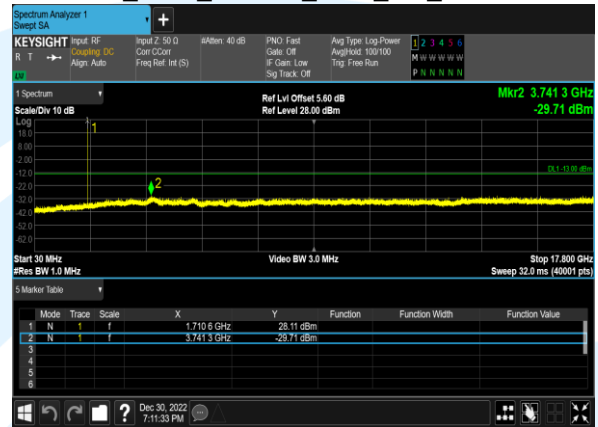 Spectrum Analyzer 1
Swept SA
KEYSIGHT Input: RF Input Z: 50 Ω #Atten: 40 dB PNO: Fast Avg Type: Log-Power 1 2 3 4 5 6
R T Coupling: DC Corr CCorr Gate: Off Avg|Hold: 100/100 M W W W W W
Align: Auto Freq Ref: Int (S) IF Gain: Low Trig: Free Run P N N N N N
Sig Track: Off
1 Spectrum Ref Lvl Offset 5.60 dB Mkr2 3.741 3 GHz
Scale/Div 10 dB Ref Level 28.00 dBm -29.71 dBm
Log
18.0
8.00
-2.00
-12.0
-22.0
-32.0
-42.0
-52.0
-62.0
1
2
DL1 -13.00 dBm
Start 30 MHz Video BW 3.0 MHz Stop 17.800 GHz
#Res BW 1.0 MHz Sweep 32.0 ms (40001 pts)
5 Marker Table
Mode Trace Scale X Y Function Function Width Function Value
1 N 1 f 1.710 6 GHz 28.11 dBm
2 N 1 f 3.741 3 GHz -29.71 dBm
3
4
5
6
? Dec 30, 2022
7:11:33 PM